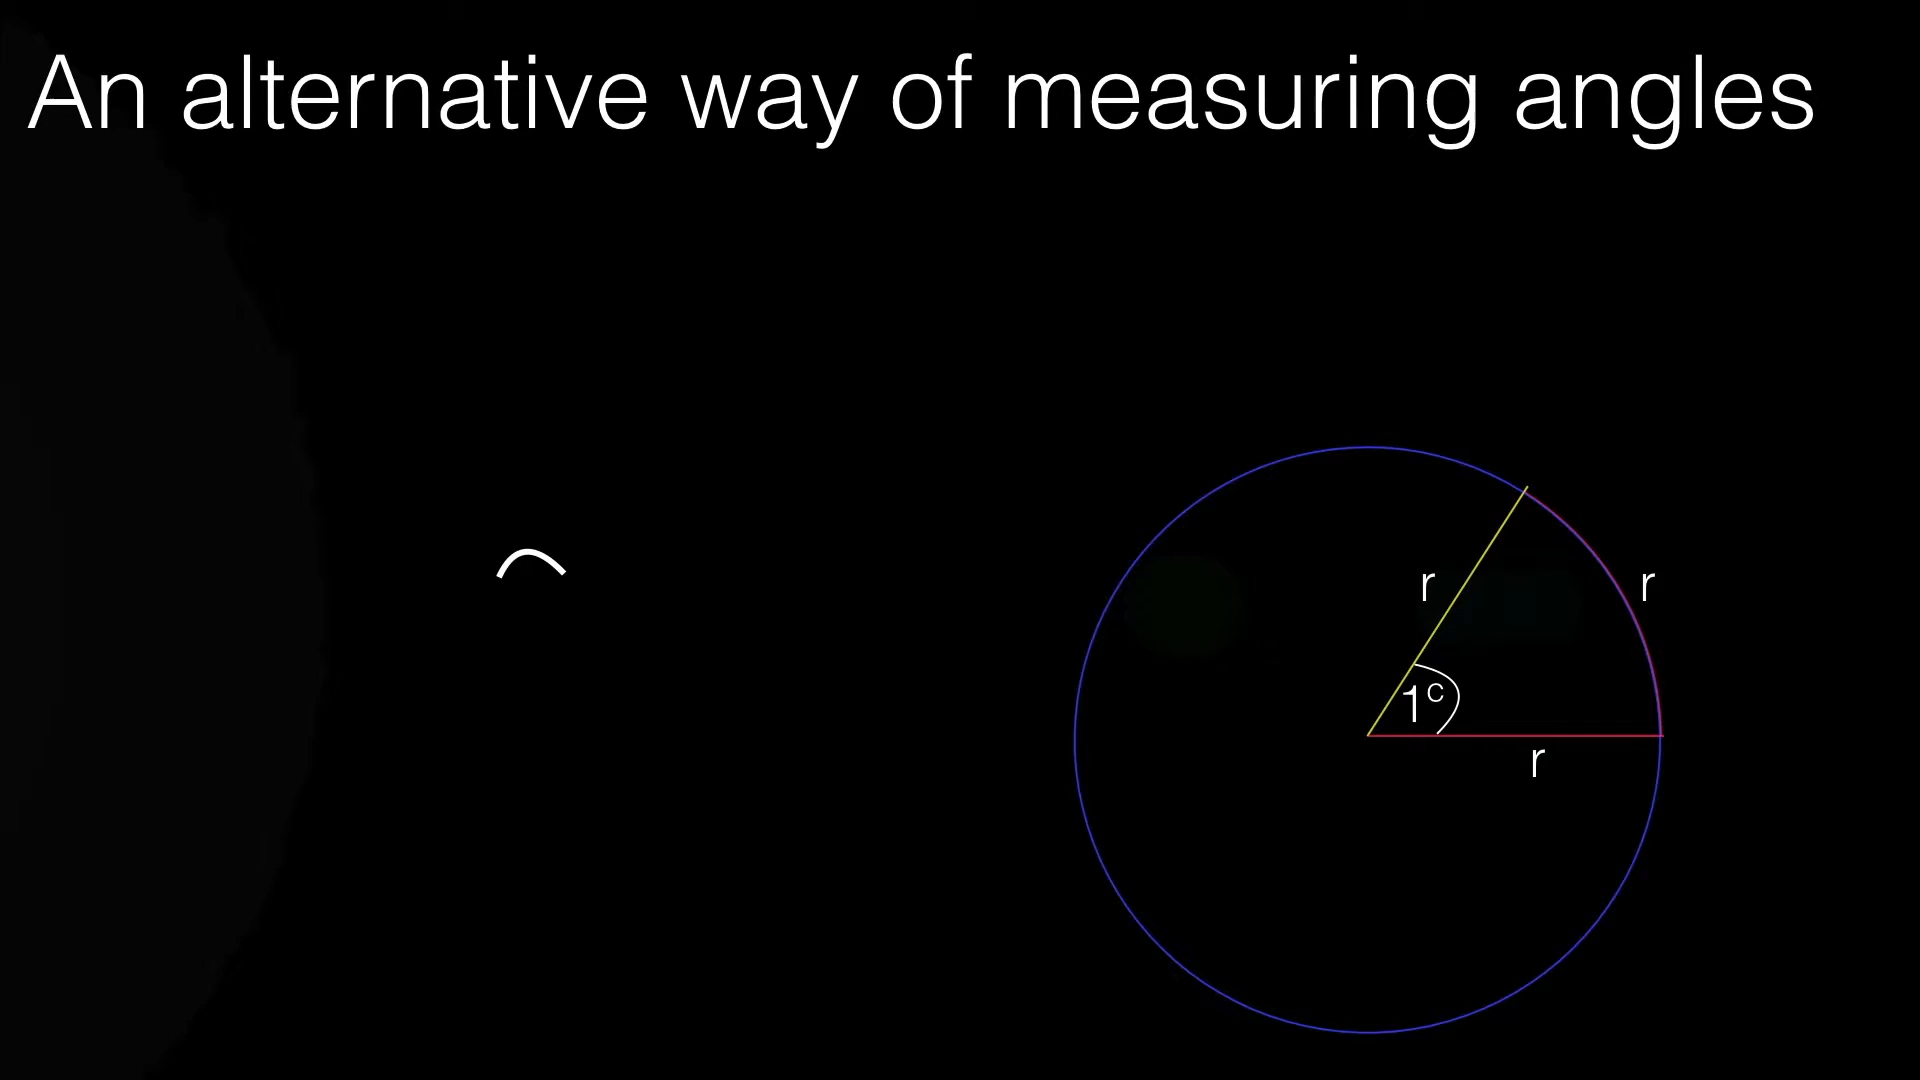 An alternative way of measuring angles
r
r
1ᶜ
r